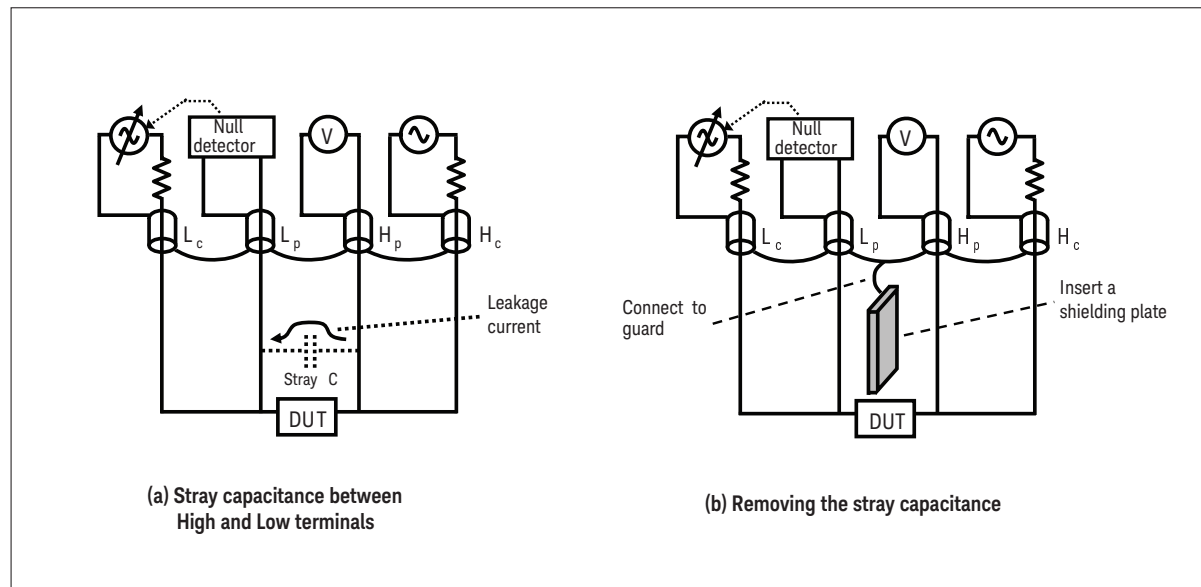 Null
detector
V
L c
L p
H p
H c
Leakage
current
Stray C
DUT
(a) Stray capacitance between
High and Low terminals
Null
detector
V
L c
L p
H p
H c
Connect to
guard
Insert a
shielding plate
DUT
(b) Removing the stray capacitance